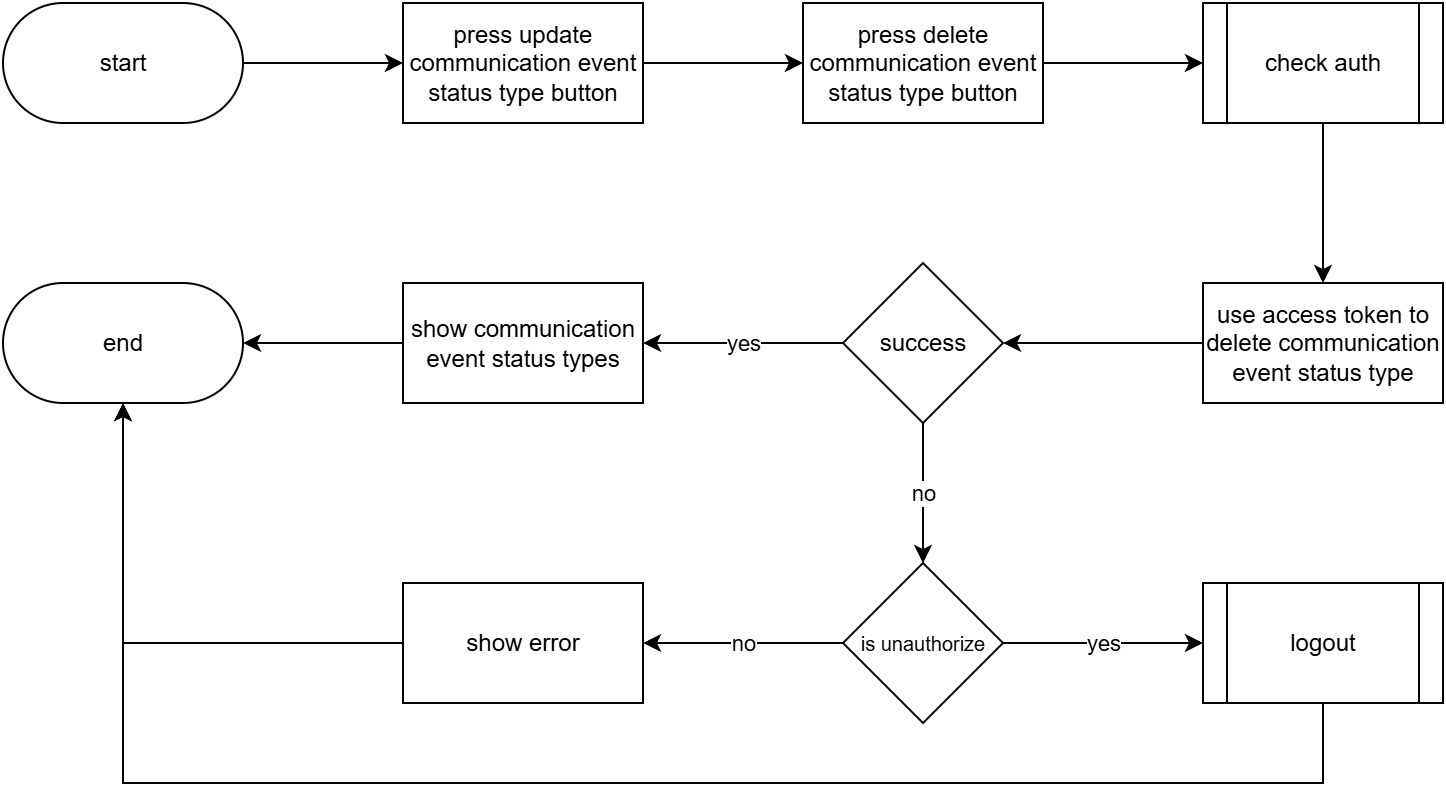 start
press update
communication event
status type button
press delete
communication event
status type button
check auth
end
show communication
event status types
yes
success
use access token to
delete communication
event status type
no
show error
no
is unauthorize
yes
logout